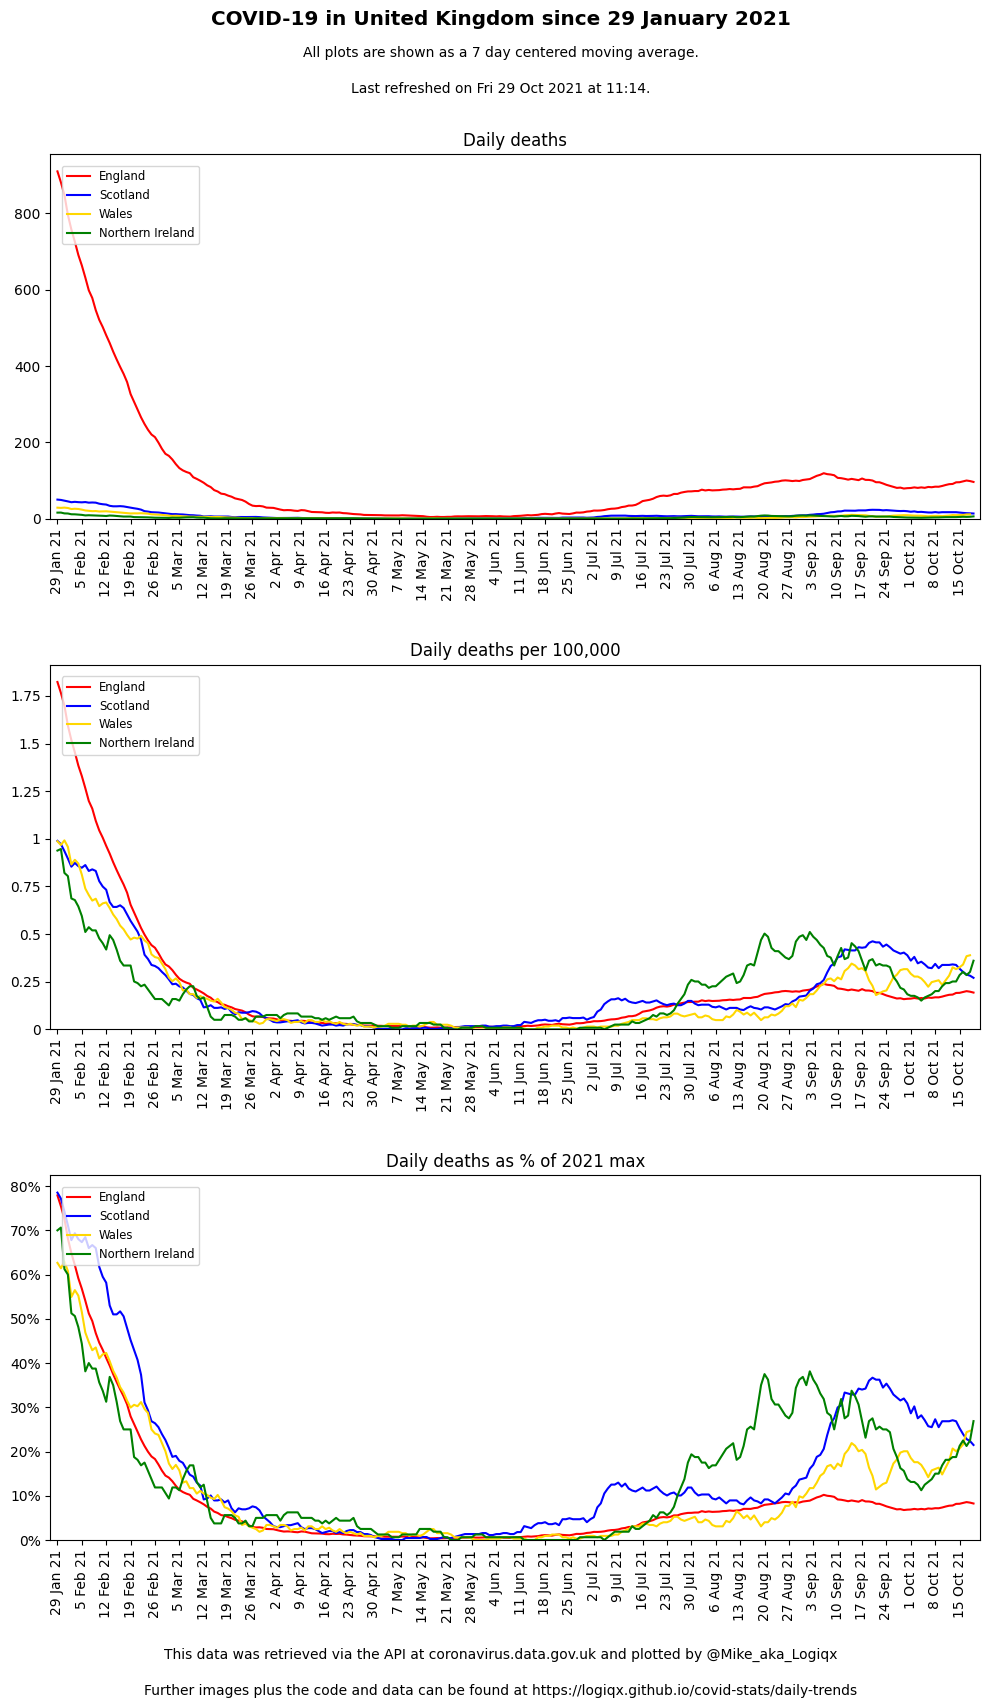 COVID-19 in United Kingdom since 29 January 2021
All plots are shown as a 7 day centered moving average.
Last refreshed on Fri 29 Oct 2021 at 11:14.
Daily deaths
England
Scotland
Wales
Northern Ireland
800
600
400
200
0
29 Jan 21
5 Feb 21
12 Feb 21
19 Feb 21
26 Feb 21
5 Mar 21
12 Mar 21
19 Mar 21
26 Mar 21
2 Apr 21
9 Apr 21
16 Apr 21
23 Apr 21
30 Apr 21
7 May 21
14 May 21
21 May 21
28 May 21
4 Jun 21
11 Jun 21
18 Jun 21
25 Jun 21
2 Jul 21
9 Jul 21
16 Jul 21
23 Jul 21
30 Jul 21
6 Aug 21
13 Aug 21
20 Aug 21
27 Aug 21
3 Sep 21
10 Sep 21
17 Sep 21
24 Sep 21
1 Oct 21
8 Oct 21
15 Oct 21
Daily deaths per 100,000
England
Scotland
Wales
Northern Ireland
1.75
1.5
1.25
1
0.75
0.5
0.25
0
29 Jan 21
5 Feb 21
12 Feb 21
19 Feb 21
26 Feb 21
5 Mar 21
12 Mar 21
19 Mar 21
26 Mar 21
2 Apr 21
9 Apr 21
16 Apr 21
23 Apr 21
30 Apr 21
7 May 21
14 May 21
21 May 21
28 May 21
4 Jun 21
11 Jun 21
18 Jun 21
25 Jun 21
2 Jul 21
9 Jul 21
16 Jul 21
23 Jul 21
30 Jul 21
6 Aug 21
13 Aug 21
20 Aug 21
27 Aug 21
3 Sep 21
10 Sep 21
17 Sep 21
24 Sep 21
1 Oct 21
8 Oct 21
15 Oct 21
Daily deaths as % of 2021 max
England
Scotland
Wales
Northern Ireland
80%
70%
60%
50%
40%
30%
20%
10%
0%
29 Jan 21
5 Feb 21
12 Feb 21
19 Feb 21
26 Feb 21
5 Mar 21
12 Mar 21
19 Mar 21
26 Mar 21
2 Apr 21
9 Apr 21
16 Apr 21
23 Apr 21
30 Apr 21
7 May 21
14 May 21
21 May 21
28 May 21
4 Jun 21
11 Jun 21
18 Jun 21
25 Jun 21
2 Jul 21
9 Jul 21
16 Jul 21
23 Jul 21
30 Jul 21
6 Aug 21
13 Aug 21
20 Aug 21
27 Aug 21
3 Sep 21
10 Sep 21
17 Sep 21
24 Sep 21
1 Oct 21
8 Oct 21
15 Oct 21
This data was retrieved via the API at coronavirus.data.gov.uk and plotted by @Mike_aka_Logiqx
Further images plus the code and data can be found at https://logiqx.github.io/covid-stats/daily-trends